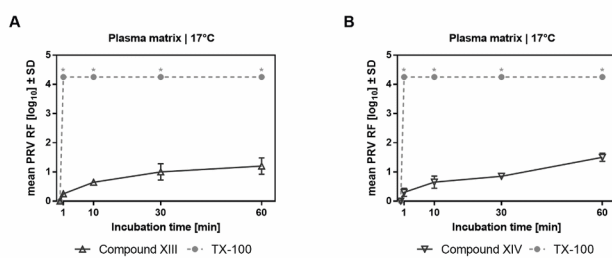 A
Plasma matrix | 17°C
mean PRV RF [log₁₀] ± SD
5
4
3
2
1
0
* * * *
1 10 30 60
Incubation time [min]
Compound XIII TX-100
B
Plasma matrix | 17°C
mean PRV RF [log₁₀] ± SD
5
4
3
2
1
0
* * * *
1 10 30 60
Incubation time [min]
Compound XIV TX-100